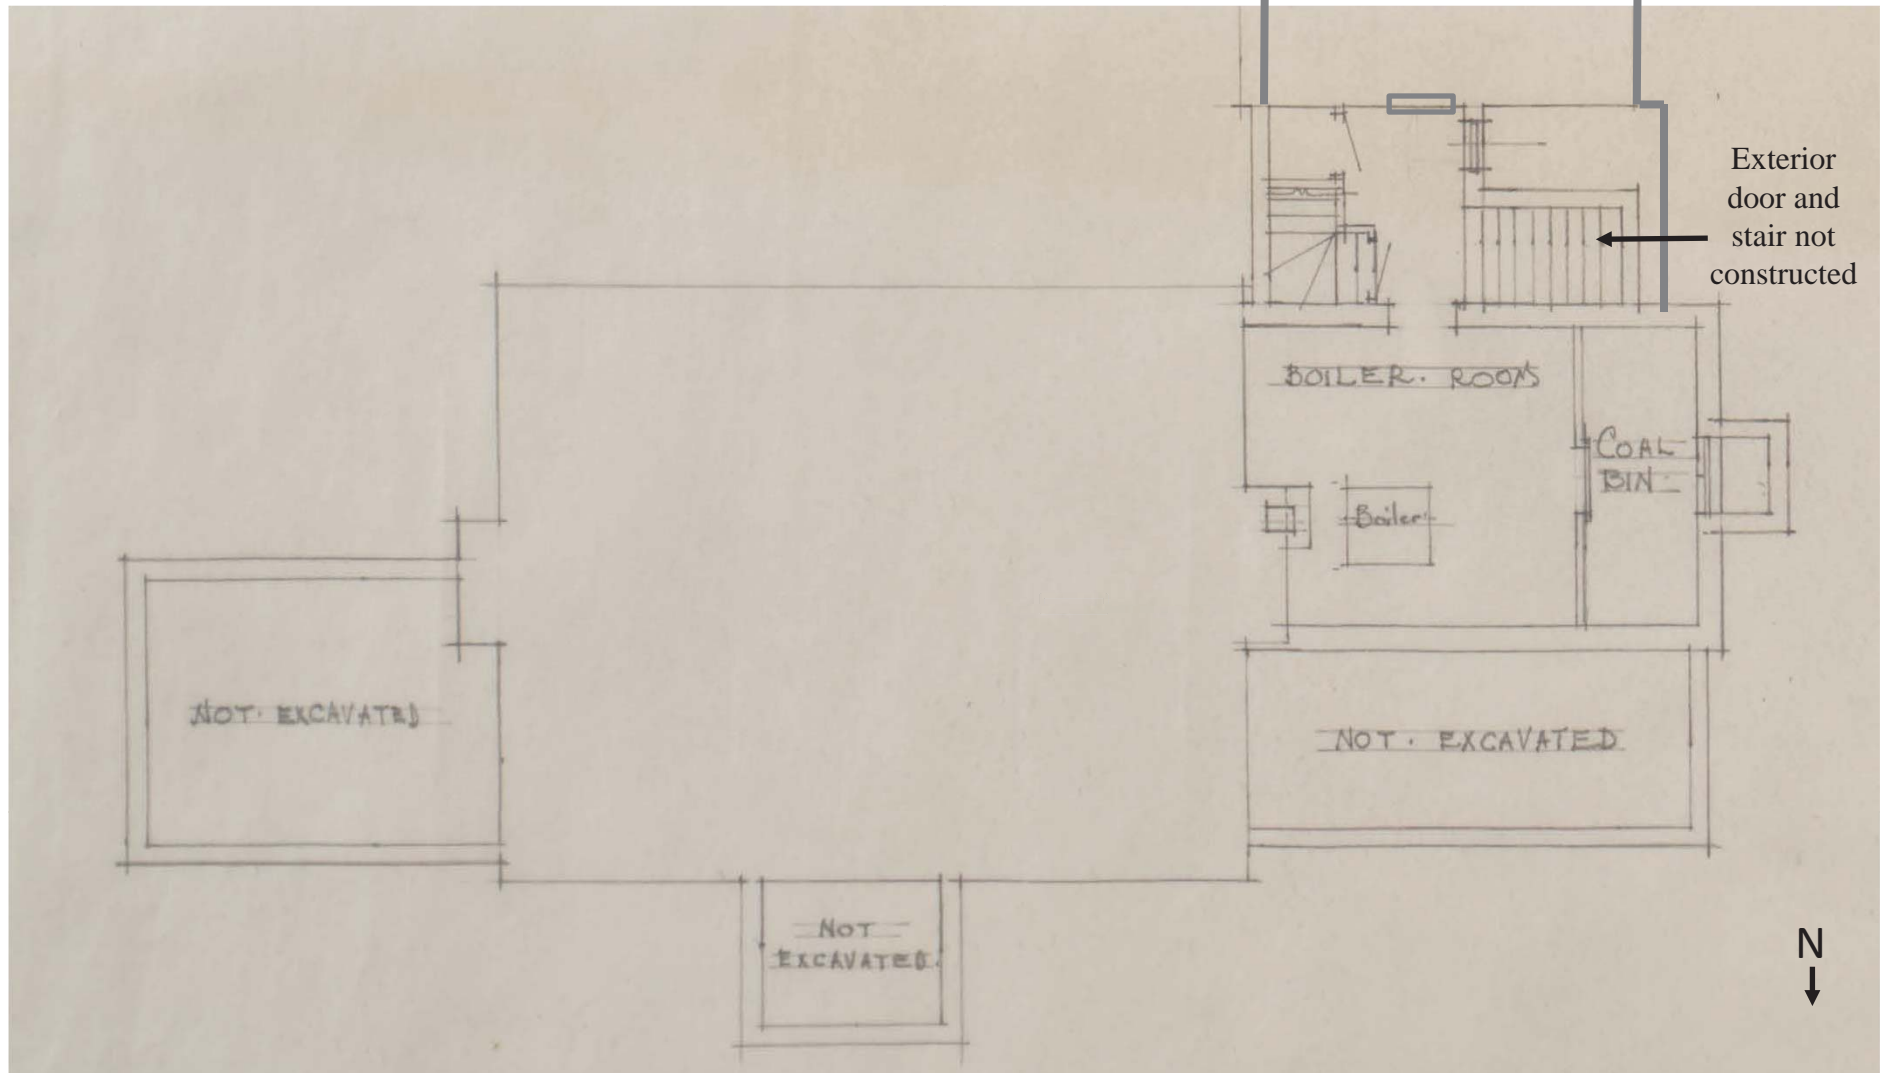 Exterior
door and
stair not
constructed
BOILER. ROOM
COAL
BIN
Boiler
NOT. EXCAVATED
NOT. EXCAVATED
NOT
EXCAVATED.
N